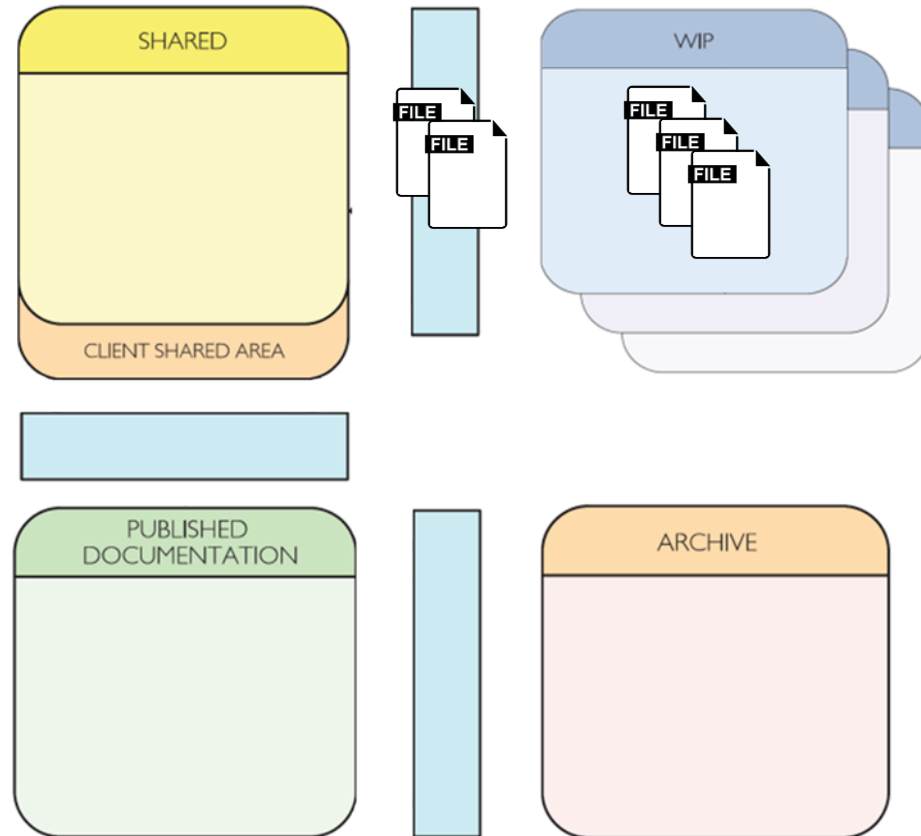 SHARED
WIP
FILE
FILE
FILE
FILE
FILE
CLIENT SHARED AREA
PUBLISHED
DOCUMENTATION
ARCHIVE